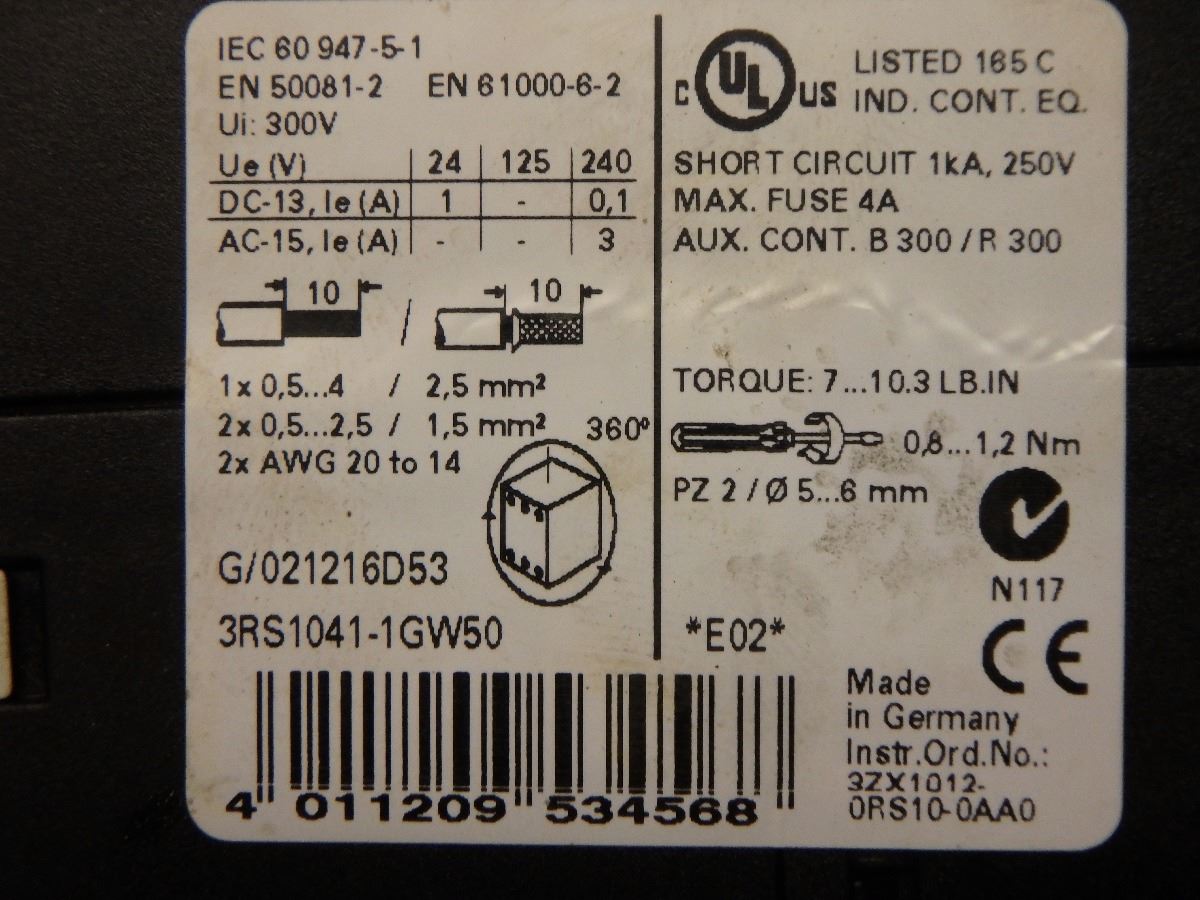 IEC 60 947-5-1
EN 50081-2 EN 61000-6-2
Ui: 300V
Ue (V) 24 125 240
DC-13, Ie (A) 1 - 0,1
AC-15, Ie (A) - - 3
10 / 10
1 x 0,5...4 / 2,5 mm²
2x 0,5...2,5 / 1,5 mm²
2x AWG 20 to 14
360°
G/021216D53
3RS1041-1GW50
4 011209 534568
C UL US LISTED 165 C
IND. CONT. EQ.
SHORT CIRCUIT 1kA, 250V
MAX. FUSE 4A
AUX. CONT. B 300 / R 300
TORQUE: 7...10.3 LB.IN
0,8...1,2 Nm
PZ 2 / Ø 5...6 mm
N117
*E02*
CE
Made
in Germany
Instr.Ord.No.:
3ZX1012-
0RS10-0AA0